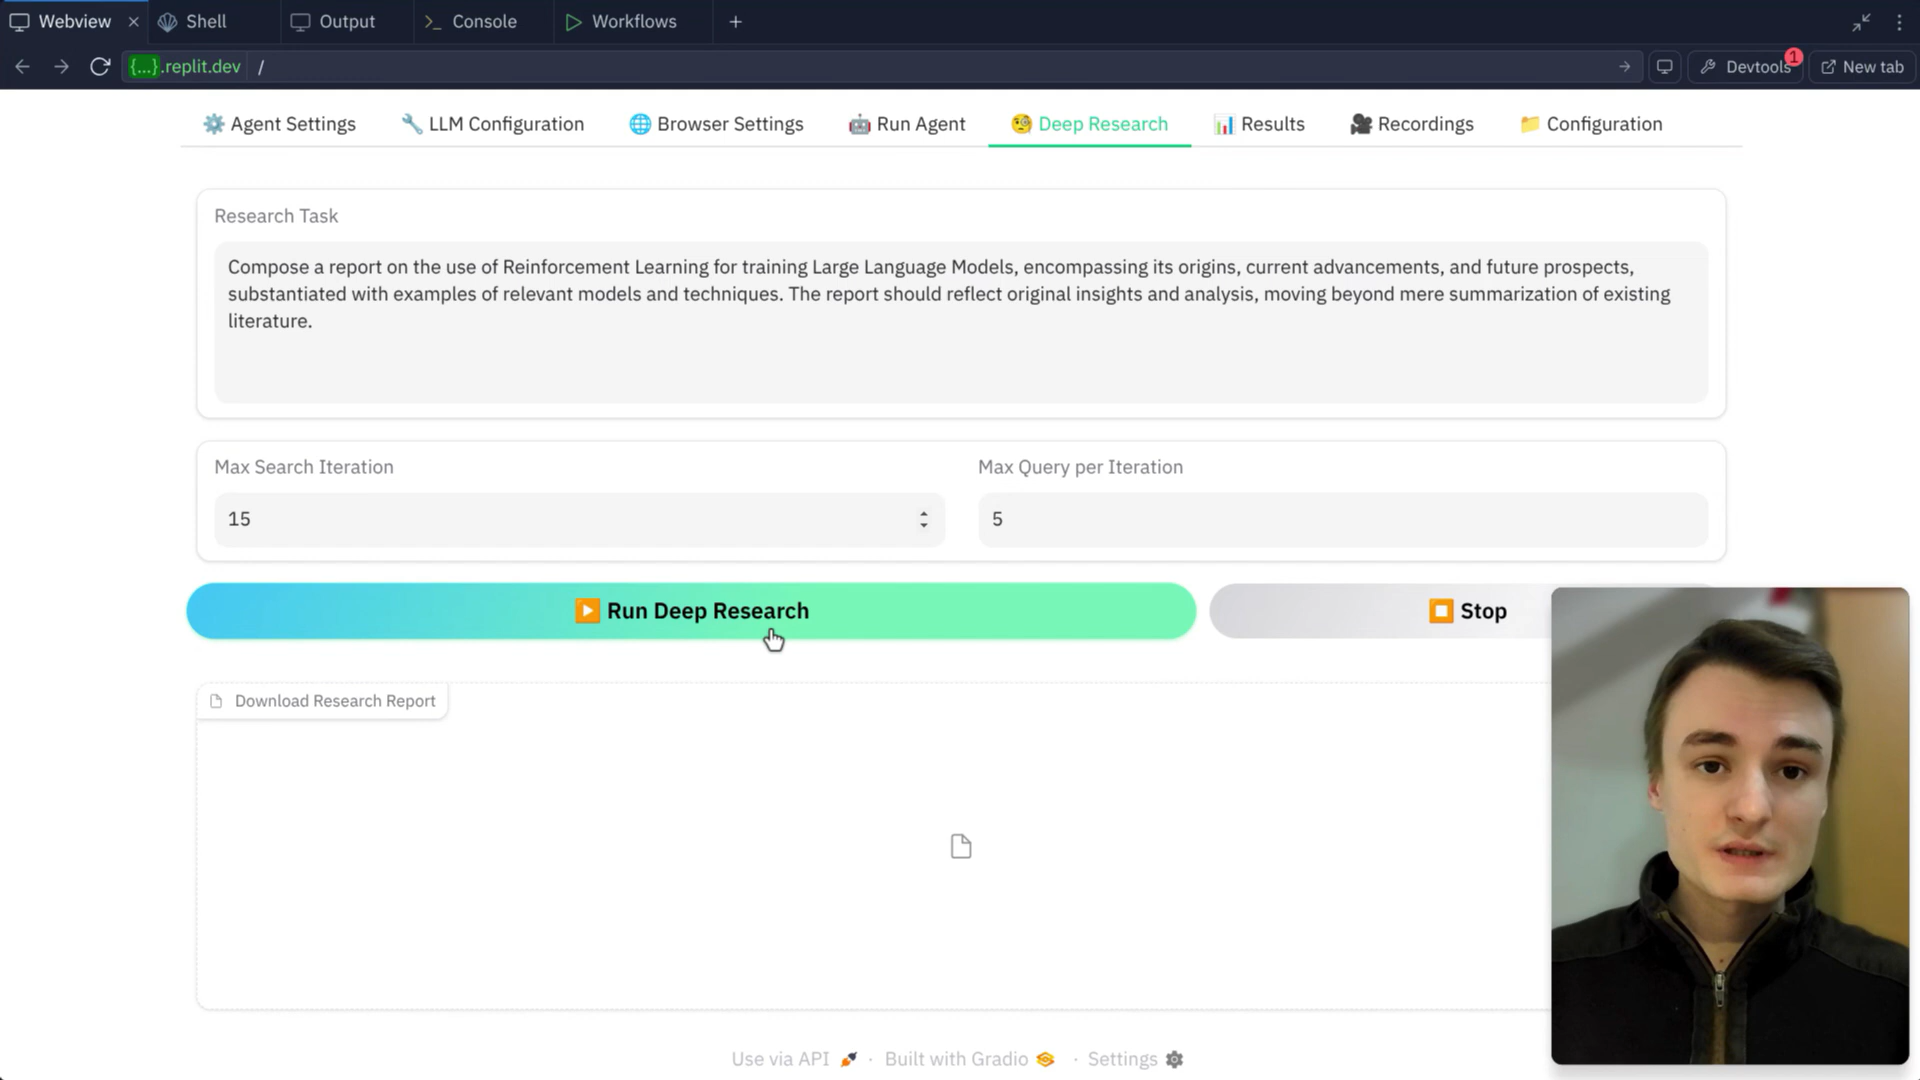 Webview
Shell
Output
Console
Workflows
{...}.replit.dev /
Devtools 1
New tab
Agent Settings
LLM Configuration
Browser Settings
Run Agent
Deep Research
Results
Recordings
Configuration
Research Task
Compose a report on the use of Reinforcement Learning for training Large Language Models, encompassing its origins, current advancements, and future prospects,
substantiated with examples of relevant models and techniques. The report should reflect original insights and analysis, moving beyond mere summarization of existing
literature.
Max Search Iteration
Max Query per Iteration
15
5
Run Deep Research
Stop
Download Research Report
Use via API · Built with Gradio · Settings